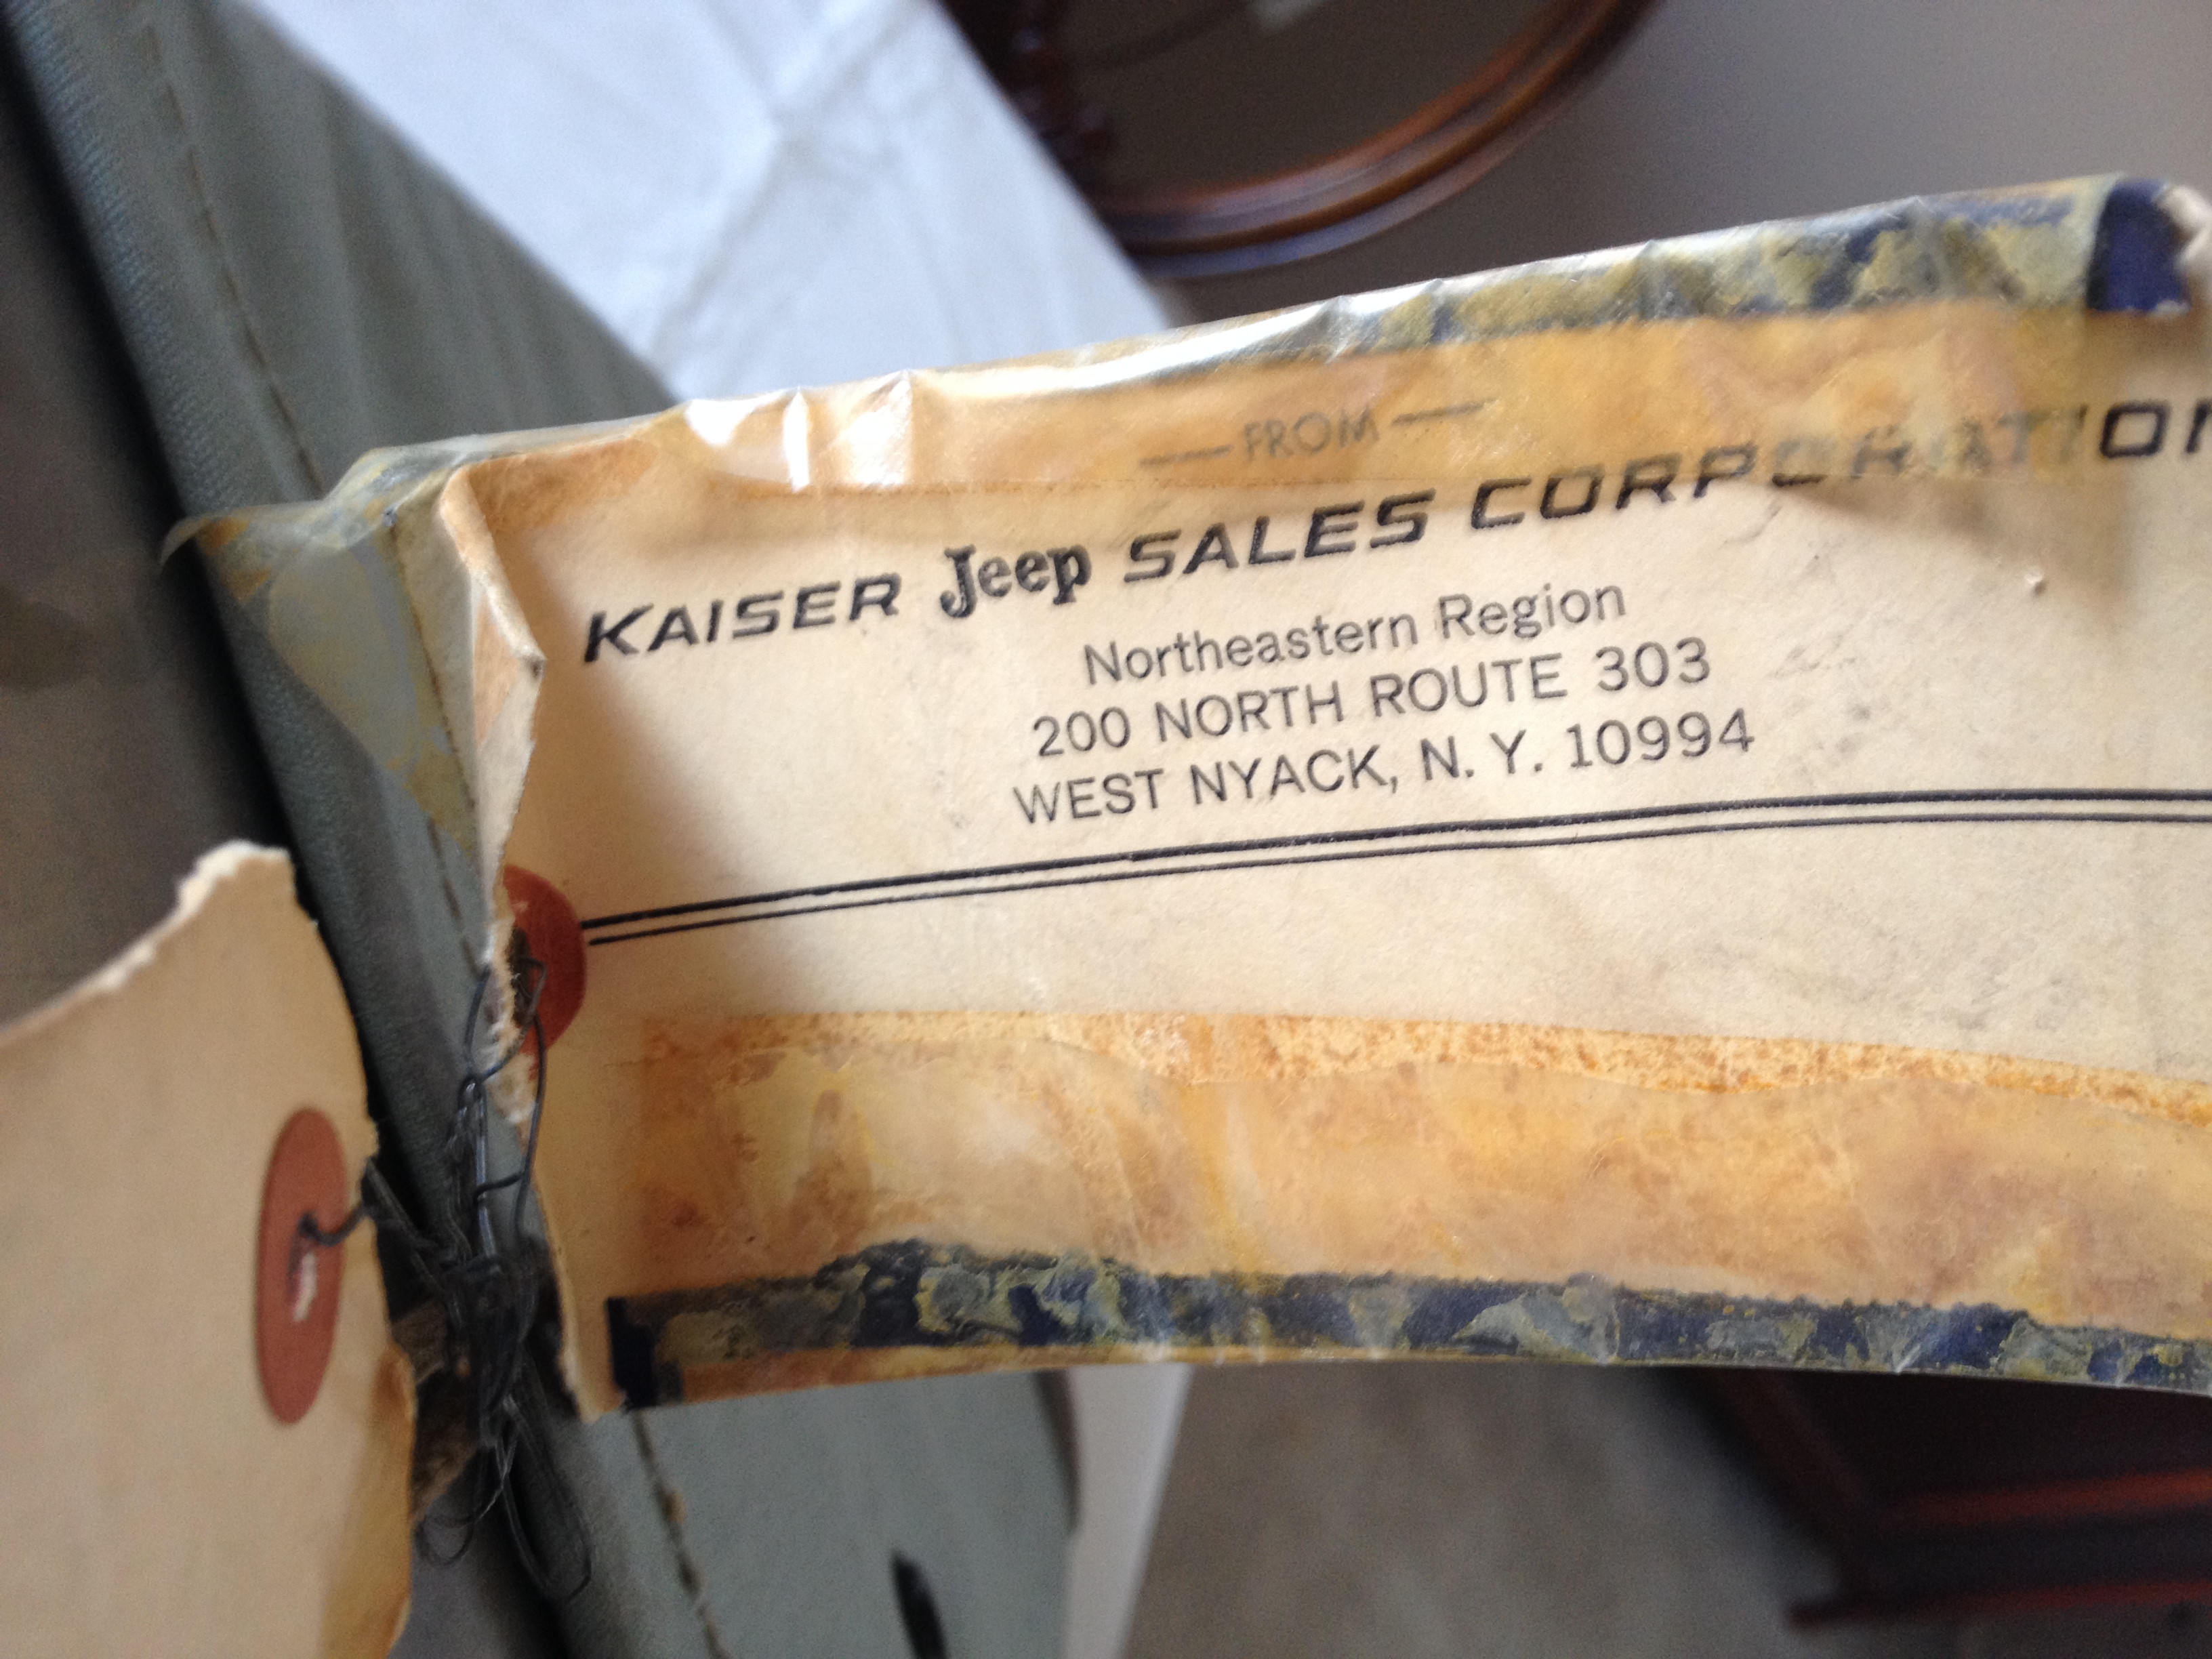 — FROM —
KAISER Jeep SALES CORPORATION
Northeastern Region
200 NORTH ROUTE 303
WEST NYACK, N. Y. 10994